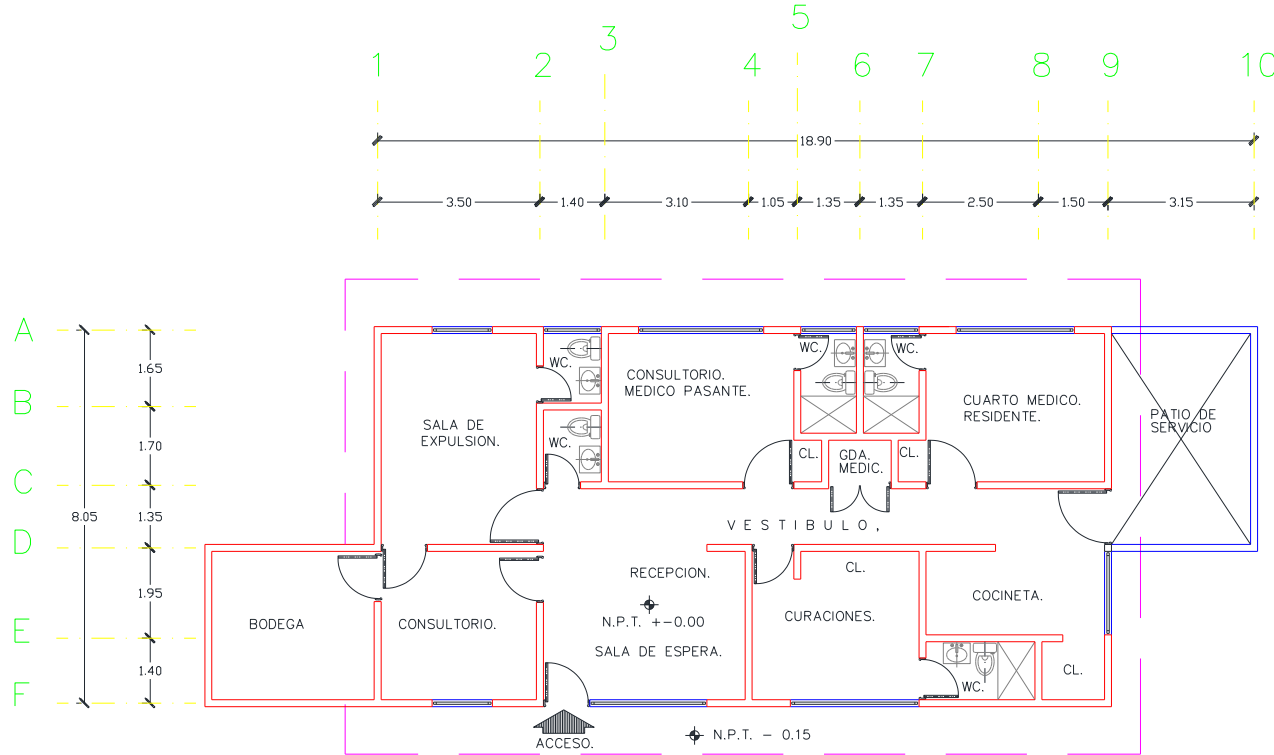 5
3
1 2 4 6 7 8 9 10
18.90
3.50 1.40 3.10 1.05 1.35 1.35 2.50 1.50 3.15
A
B
C
D
E
F
8.05
1.65
1.70
1.35
1.95
1.40
WC.
WC.
WC.
CONSULTORIO.
MEDICO PASANTE.
CUARTO MEDICO.
RESIDENTE.
PATIO DE
SERVICIO
SALA DE
EXPULSION.
WC.
CL.
GDA.
MEDIC.
CL.
VESTIBULO,
RECEPCION.
CL.
COCINETA.
BODEGA
CONSULTORIO.
N.P.T. +-0.00
CURACIONES.
SALA DE ESPERA.
WC.
CL.
ACCESO.
N.P.T. - 0.15